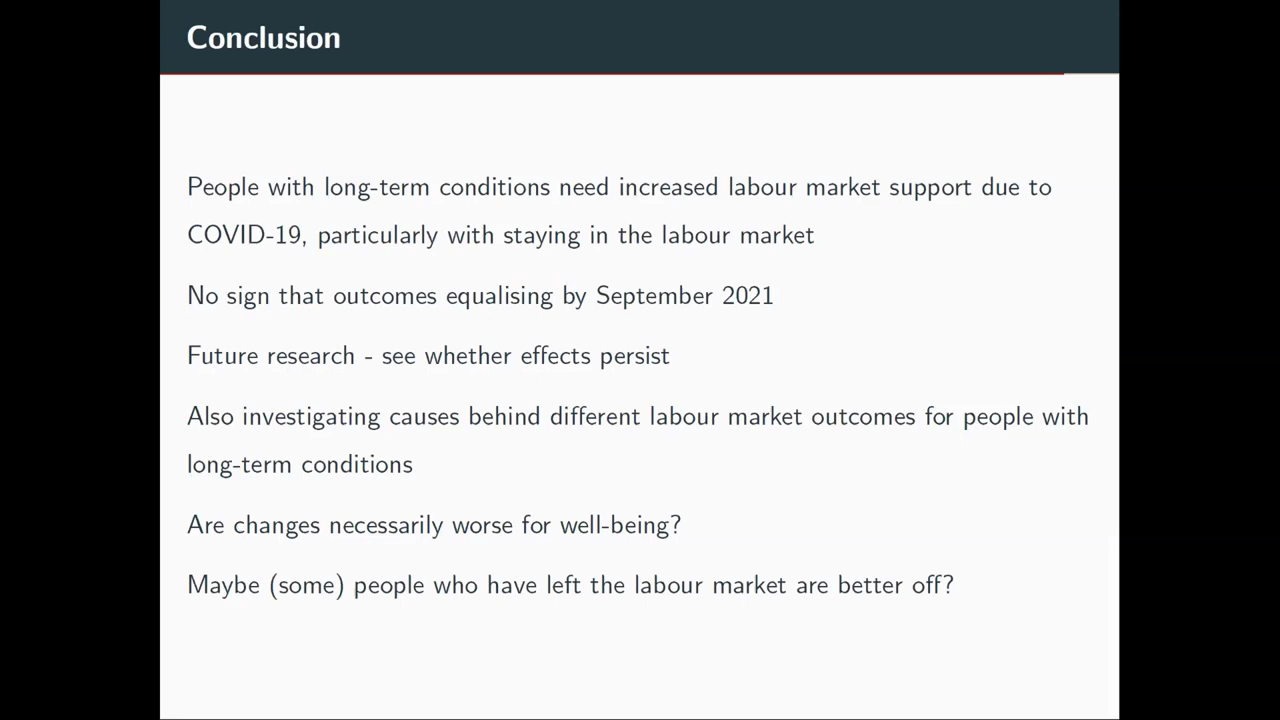 Conclusion
People with long-term conditions need increased labour market support due to
COVID-19, particularly with staying in the labour market
No sign that outcomes equalising by September 2021
Future research - see whether effects persist
Also investigating causes behind different labour market outcomes for people with
long-term conditions
Are changes necessarily worse for well-being?
Maybe (some) people who have left the labour market are better off?